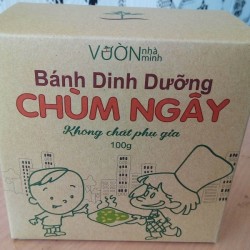 VƯỜN nhà mình
Bánh Dinh Dưỡng
CHÙM NGÂY
Không chất phụ gia
100g